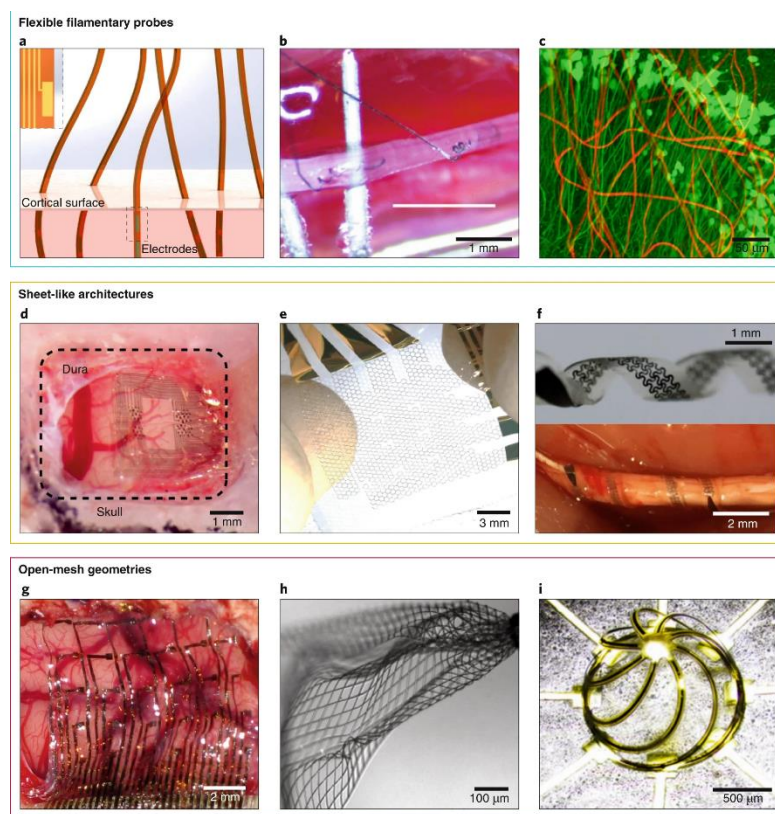 Flexible filamentary probes
a
b
c
Cortical surface
Electrodes
1 mm
50 µm
Sheet-like architectures
d
e
f
1 mm
Dura
Skull
1 mm
3 mm
2 mm
Open-mesh geometries
g
h
i
2 mm
100 µm
500 µm